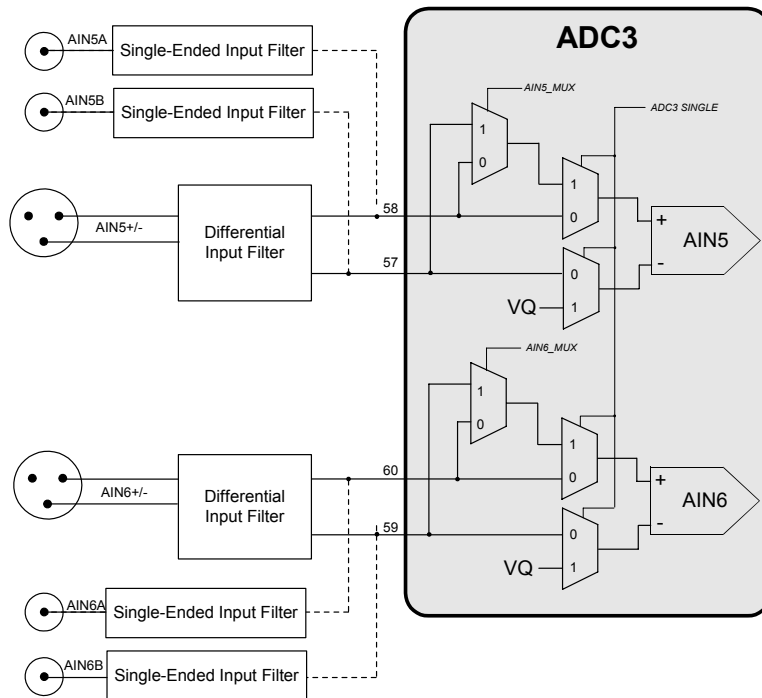 ADC3
AIN5A
Single-Ended Input Filter
AIN5B
Single-Ended Input Filter
AIN5_MUX
ADC3 SINGLE
1
0
1
0
58
AIN5+/-
Differential
Input Filter
57
+
-
AIN5
0
1
VQ
AIN6_MUX
1
0
1
0
60
AIN6+/-
Differential
Input Filter
59
+
-
AIN6
0
1
VQ
AIN6A
Single-Ended Input Filter
AIN6B
Single-Ended Input Filter